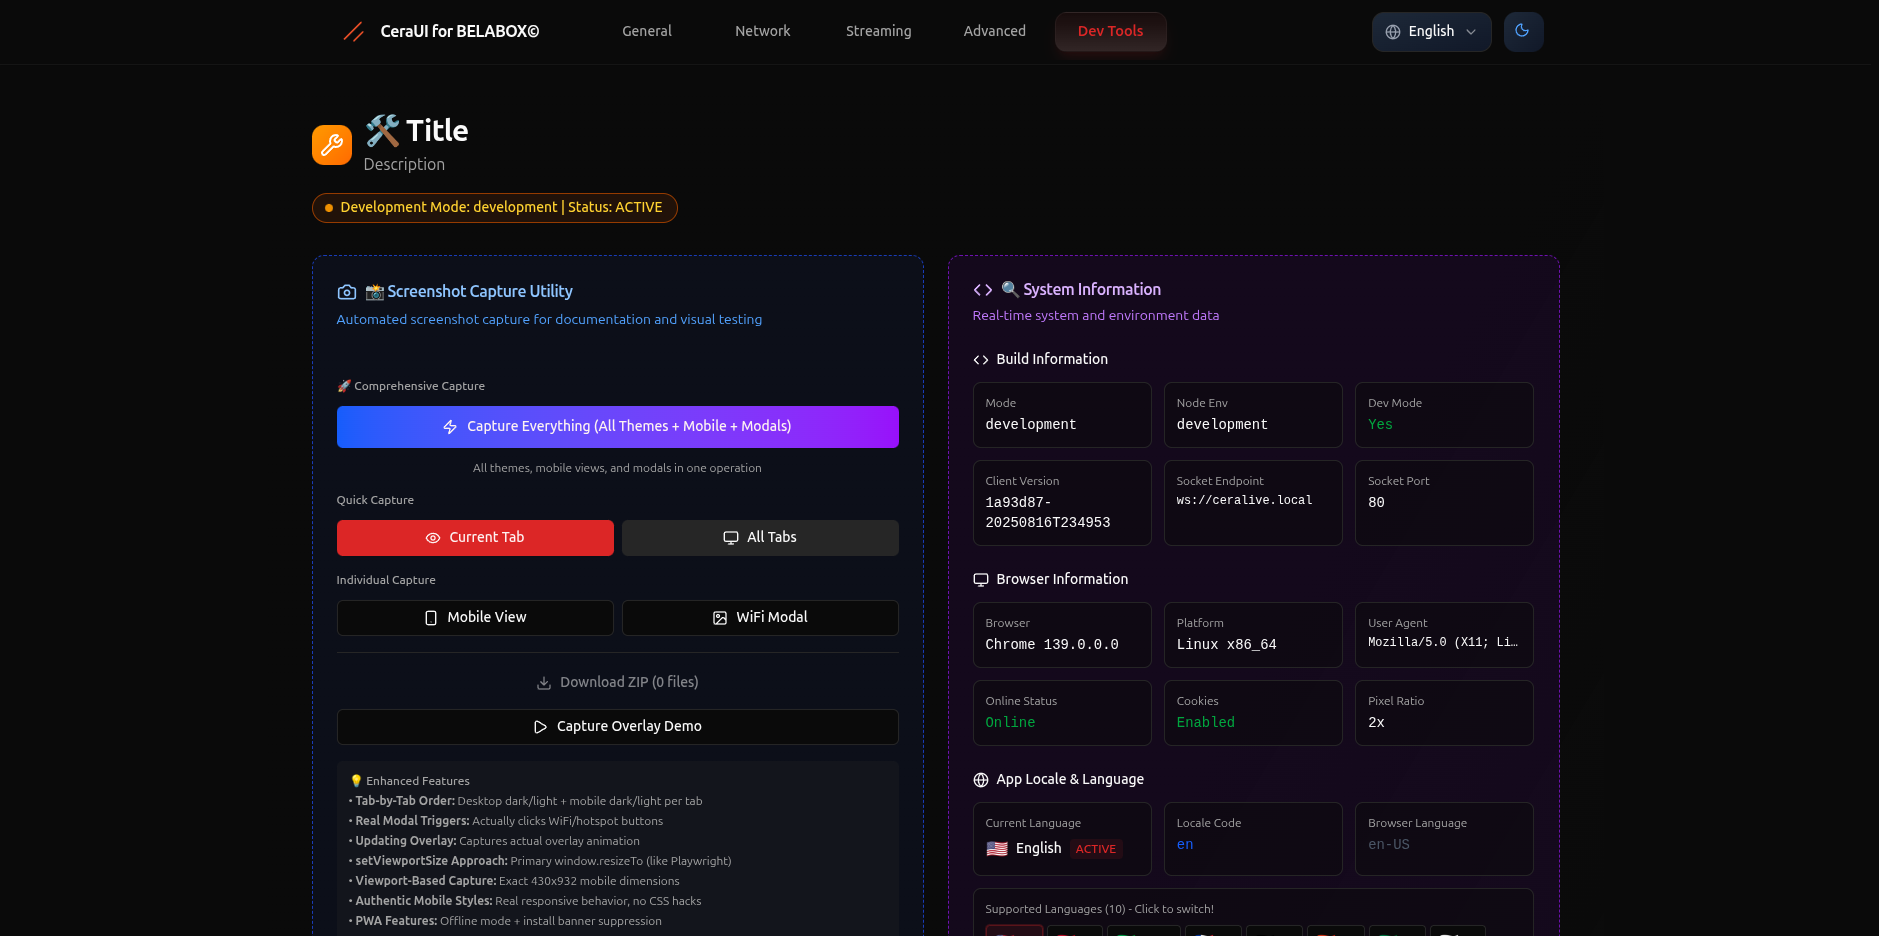 CeraUI for BELABOX©
General
Network
Streaming
Advanced
Dev Tools
English
🛠️ Title
Description
Development Mode: development | Status: ACTIVE
📸 Screenshot Capture Utility
Automated screenshot capture for documentation and visual testing
🚀 Comprehensive Capture
Capture Everything (All Themes + Mobile + Modals)
All themes, mobile views, and modals in one operation
Quick Capture
Current Tab
All Tabs
Individual Capture
Mobile View
WiFi Modal
Download ZIP (0 files)
Capture Overlay Demo
💡 Enhanced Features
• Tab-by-Tab Order: Desktop dark/light + mobile dark/light per tab
• Real Modal Triggers: Actually clicks WiFi/hotspot buttons
• Updating Overlay: Captures actual overlay animation
• setViewportSize Approach: Primary window.resizeTo (like Playwright)
• Viewport-Based Capture: Exact 430x932 mobile dimensions
• Authentic Mobile Styles: Real responsive behavior, no CSS hacks
• PWA Features: Offline mode + install banner suppression
🔍 System Information
Real-time system and environment data
Build Information
Mode
development
Node Env
development
Dev Mode
Yes
Client Version
1a93d87-
20250816T234953
Socket Endpoint
ws://ceralive.local
Socket Port
80
Browser Information
Browser
Chrome 139.0.0.0
Platform
Linux x86_64
User Agent
Mozilla/5.0 (X11; Li…
Online Status
Online
Cookies
Enabled
Pixel Ratio
2x
App Locale & Language
Current Language
🇺🇸 English ACTIVE
Locale Code
en
Browser Language
en-US
Supported Languages (10) - Click to switch!